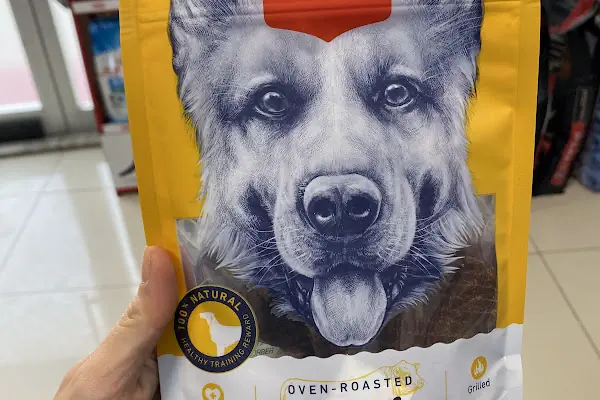 100% NATURAL
HEALTHY TRAINING REWARD
OVEN-ROASTED
Grilled